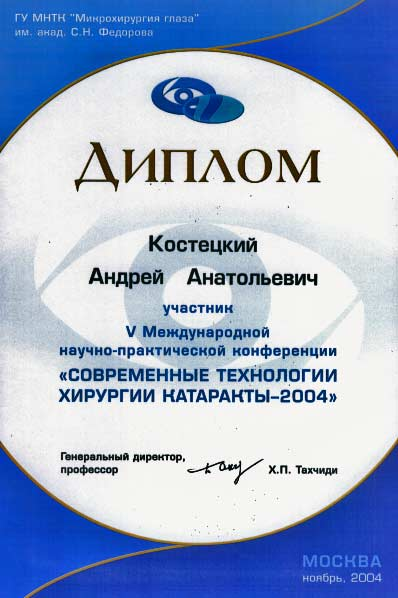 ГУ МНТК "Микрохирургия глаза"
им. акад. С.Н. Федорова
ДИПЛОМ
Костецкий
Андрей Анатольевич
участник
V Международной
научно-практической конференции
«СОВРЕМЕННЫЕ ТЕХНОЛОГИИ
ХИРУРГИИ КАТАРАКТЫ–2004»
Генеральный директор,
профессор Х.П. Тахчиди
МОСКВА
ноябрь, 2004